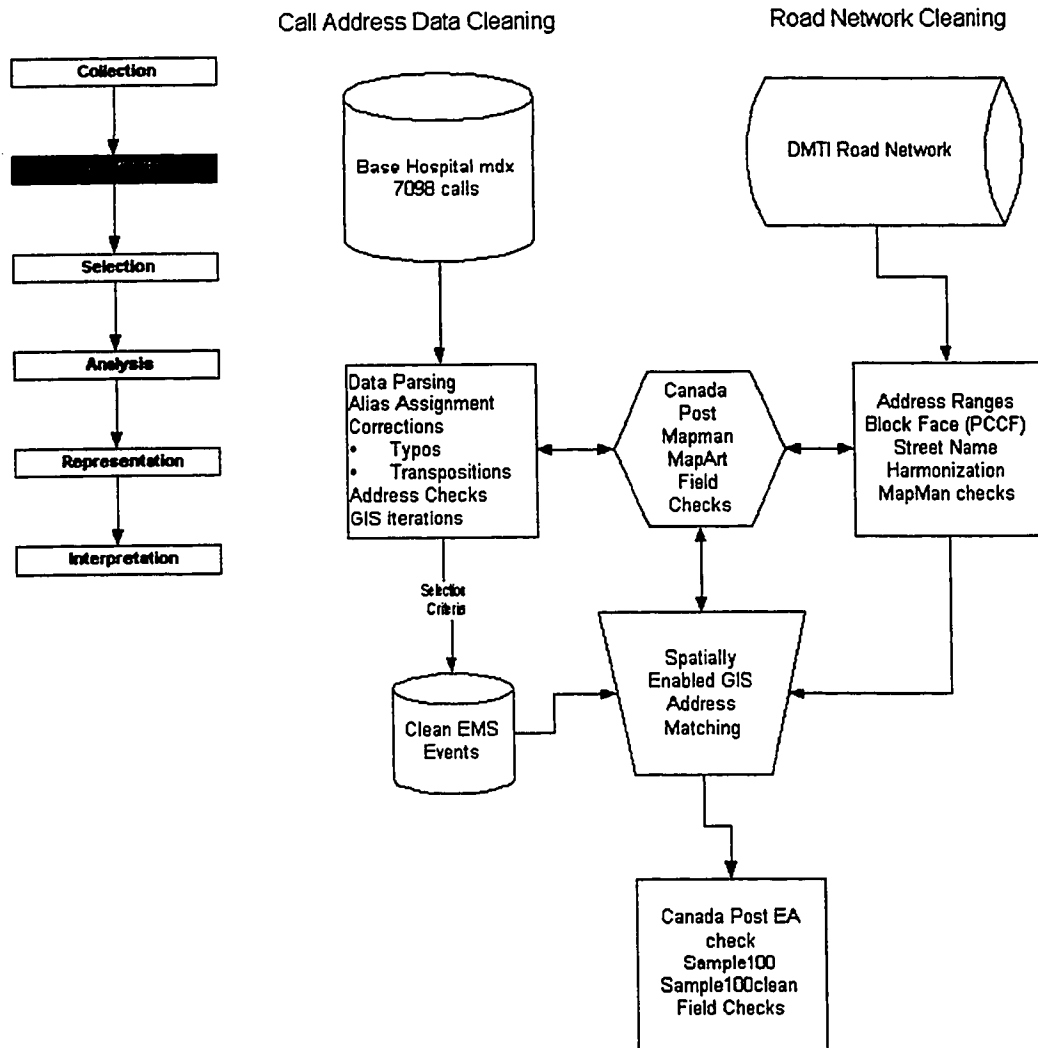 Call Address Data Cleaning
Road Network Cleaning
Collection
Selection
Analysis
Representation
Interpretation
Base Hospital mdx
7098 calls
DMTI Road Network
Data Parsing
Alias Assignment
Corrections
• Typos
• Transpositions
Address Checks
GIS iterations
Canada
Post
Mapman
MapArt
Field
Checks
Address Ranges
Block Face (PCCF)
Street Name
Harmonization
MapMan checks
Selection
Criteria
Clean EMS
Events
Spatially
Enabled GIS
Address
Matching
Canada Post EA
check
Sample100
Sample100clean
Field Checks